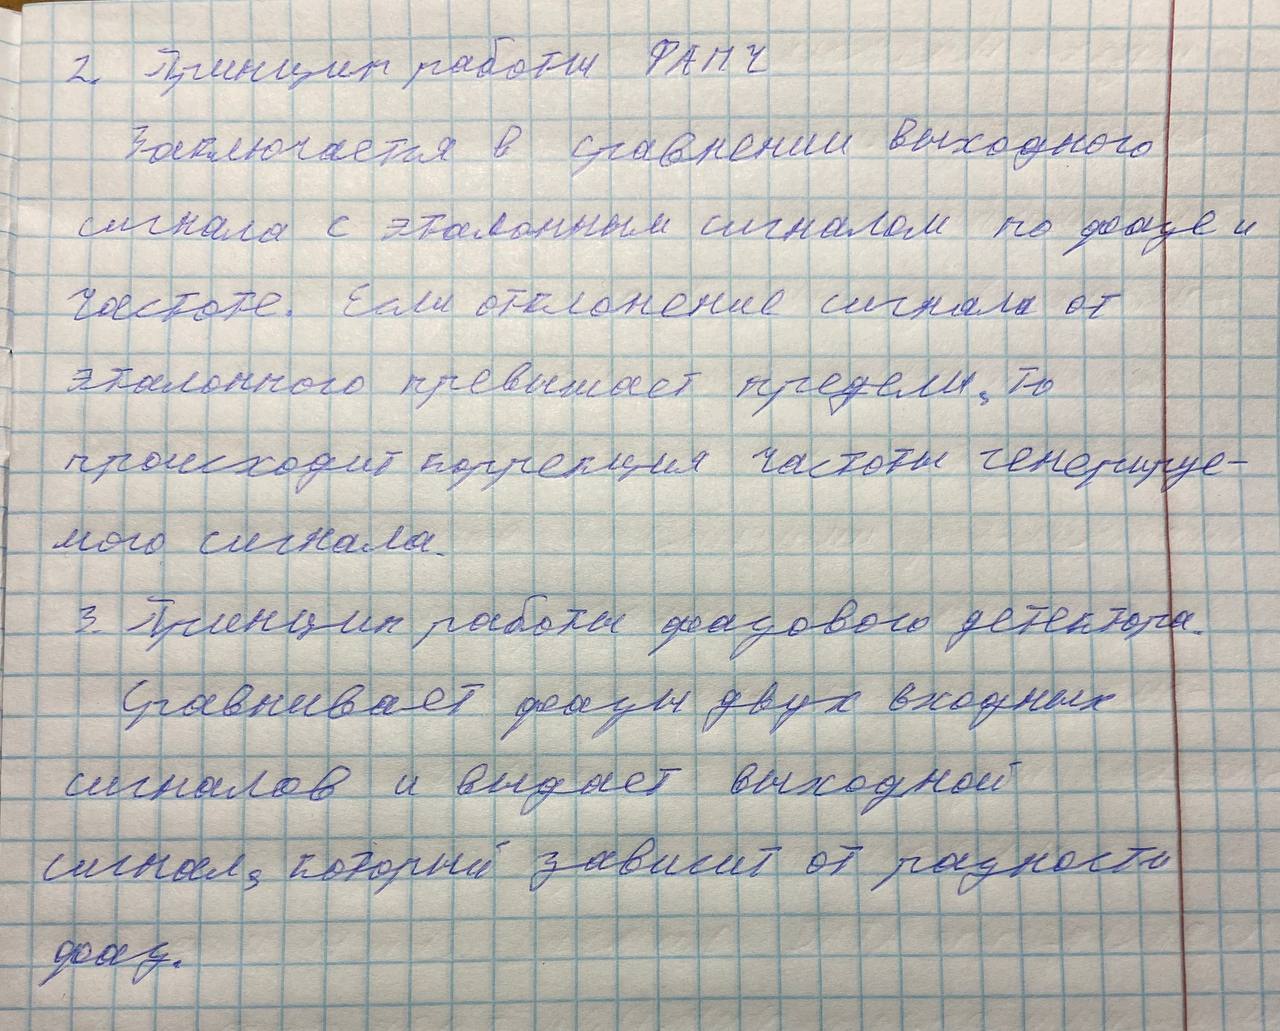 2. Принцип работы ФАПЧ
Заключается в сравнении выходного
сигнала с эталонным сигналом по фазе и
частоте. Если отклонение сигнала от
эталонного превышает пределы, то
происходит коррекция частоты генерируе-
мого сигнала.
3. Принцип работы фазового детектора.
Сравнивает фазы двух входных
сигналов и выдает выходной
сигнал, который зависит от разности
фаз.